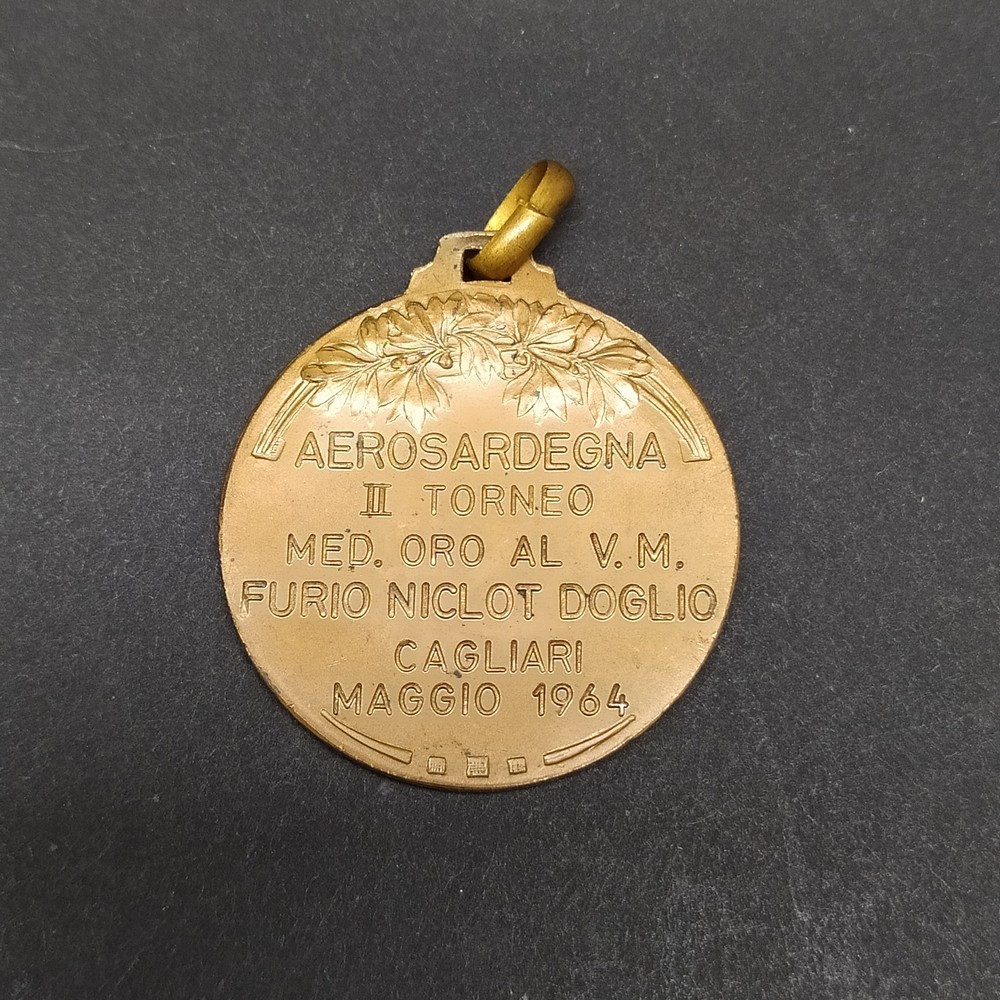 AEROSARDEGNA
II TORNEO
MED. ORO AL V. M.
FURIO NICLOT DOGLIO
CAGLIARI
MAGGIO 1964